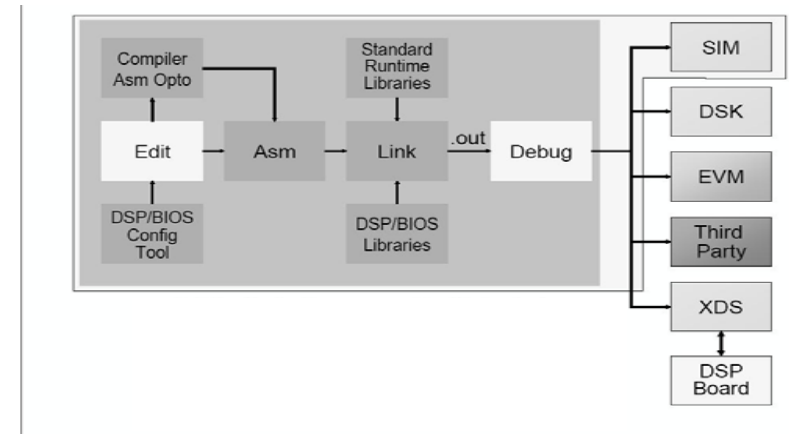 Compiler
Asm Opto
Standard
Runtime
Libraries
SIM
DSK
Edit
Asm
Link
.out
Debug
EVM
DSP/BIOS
Config
Tool
DSP/BIOS
Libraries
Third
Party
XDS
DSP
Board